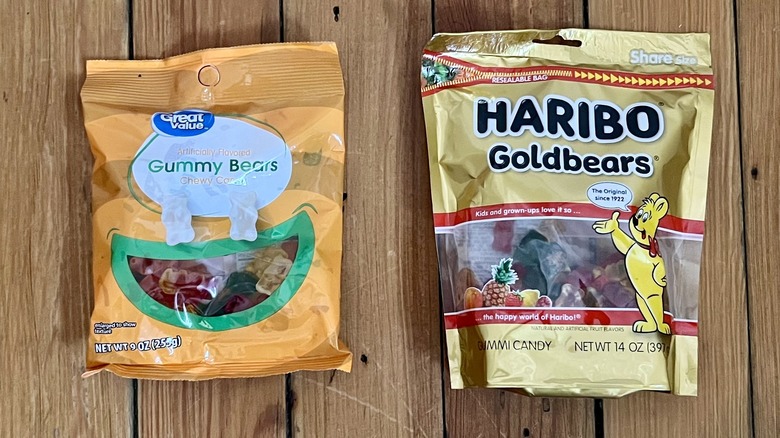 Great
Value
Artificially Flavored
Gummy Bears
Chewy Candy
enlarged to show
texture
NET WT 9 OZ
Share Size
RESEALABLE BAG
HARIBO
Goldbears®
The Original
since 1922
Kids and grown-ups love it so ...
... the happy world of Haribo!®
NATURAL AND ARTIFICIAL FRUIT FLAVORS
GUMMI CANDY NET WT 14 OZ